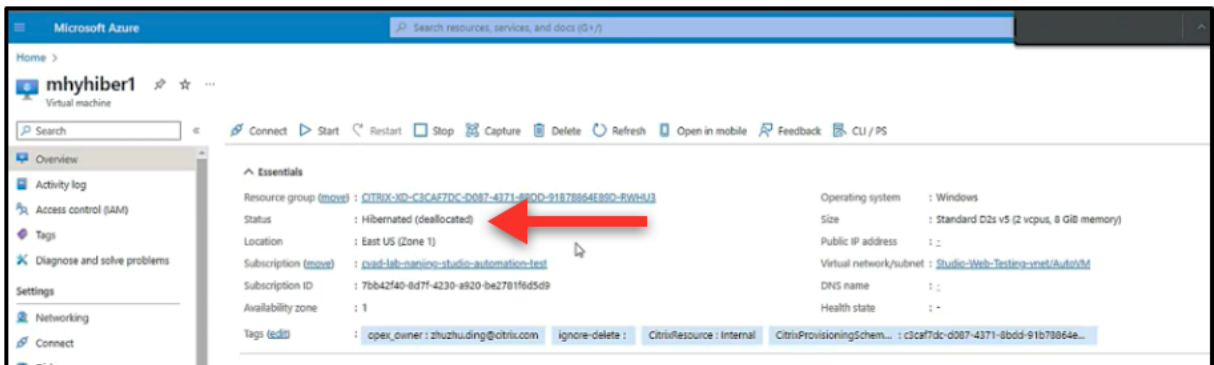 Microsoft Azure
Search resources, services, and docs (G+/)
Home >
mhyhiber1
Virtual machine
Search
Connect Start Restart Stop Capture Delete Refresh Open in mobile Feedback CLI / PS
Overview
Activity log
Access control (IAM)
Tags
Diagnose and solve problems
Settings
Networking
Connect
Essentials
Resource group (move) : CITRIX-XD-C3CAF7DC-D087-4371-8BDD-91B78864E89D-RWHU3
Status : Hibernated (deallocated)
Location : East US (Zone 1)
Subscription (move) : cvad-lab-nanjing-studio-automation-test
Subscription ID : 7bb42f40-8d7f-4230-a920-be2781f6d5d9
Availability zone : 1
Tags (edit) : opex_owner : zhuzhu.ding@citrix.com ignore-delete : CitrixResource : Internal CitrixProvisioningSchem... : c3caf7dc-d087-4371-8bdd-91b78864e...
Operating system : Windows
Size : Standard D2s v5 (2 vcpus, 8 GiB memory)
Public IP address : -
Virtual network/subnet : Studio-Web-Testing-vnet/AutoVM
DNS name : -
Health state : -